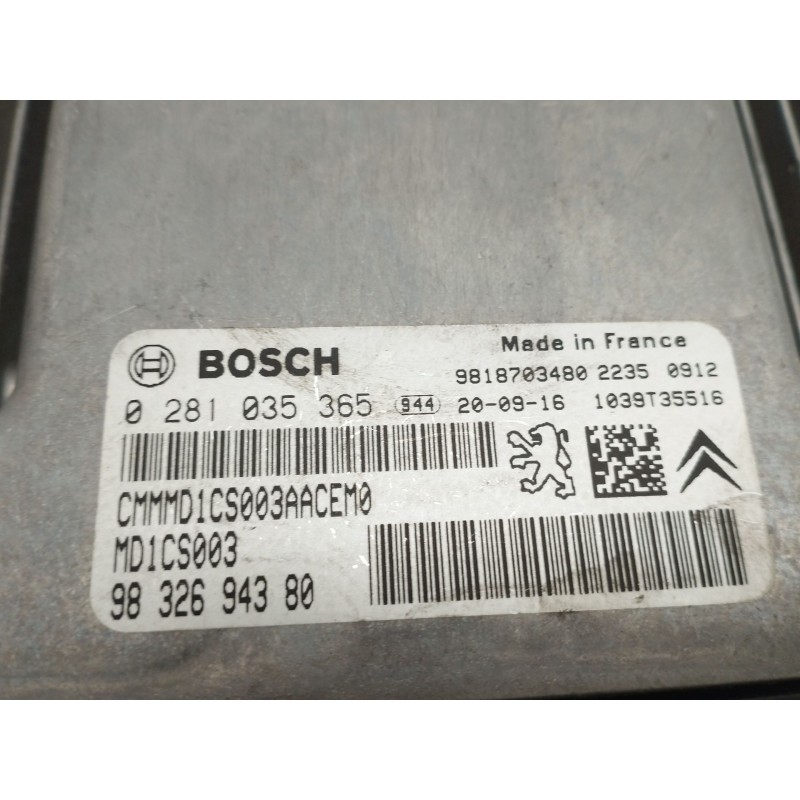 BOSCH
Made in France
9818703480 2235 0912
0 281 035 365 944 20-09-16 1039T35516
CMMMD1CS003AACEM0
MD1CS003
98 326 943 80